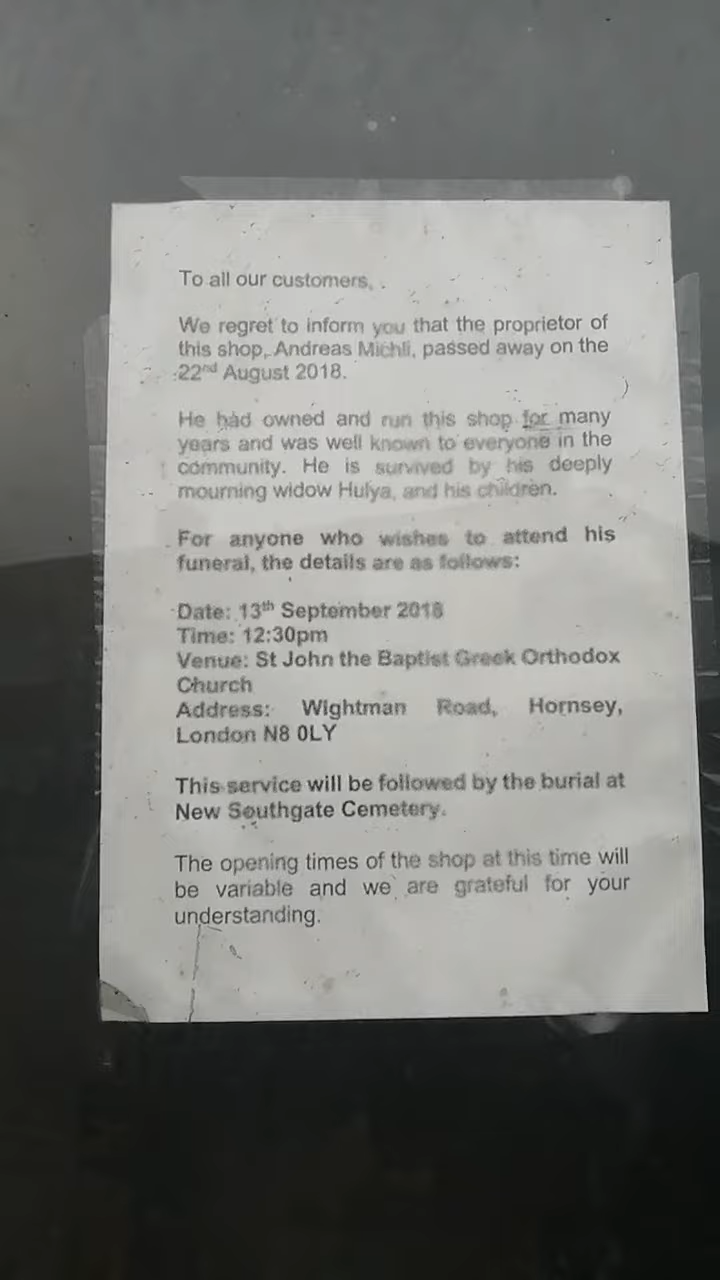 To all our customers,
We regret to inform you that the proprietor of
this shop, Andreas Michli, passed away on the
22nd August 2018.
He had owned and run this shop for many
years and was well known to everyone in the
community. He is survived by his deeply
mourning widow Hulya, and his children.
For anyone who wishes to attend his
funeral, the details are as follows:
Date: 13th September 2018
Time: 12:30pm
Venue: St John the Baptist Greek Orthodox
Church
Address: Wightman Road, Hornsey,
London N8 0LY
This service will be followed by the burial at
New Southgate Cemetery.
The opening times of the shop at this time will
be variable and we are grateful for your
understanding.